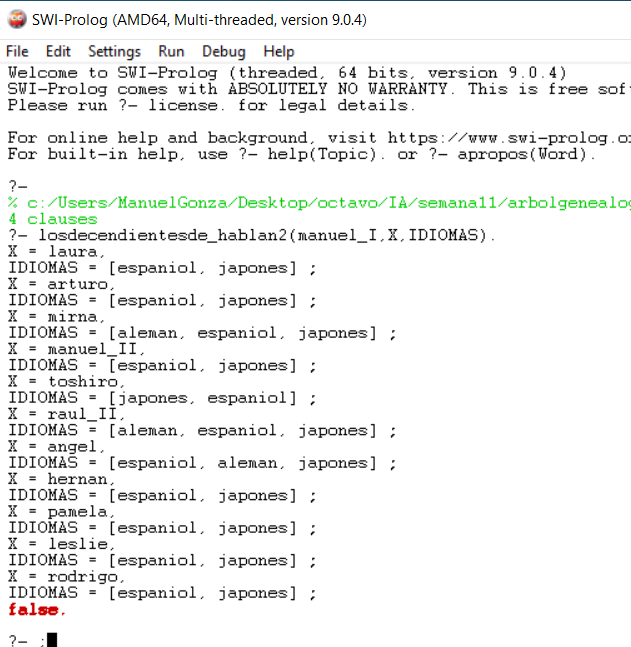 SWI-Prolog (AMD64, Multi-threaded, version 9.0.4)
File Edit Settings Run Debug Help
Welcome to SWI-Prolog (threaded, 64 bits, version 9.0.4)
SWI-Prolog comes with ABSOLUTELY NO WARRANTY. This is free sof
Please run ?- license. for legal details.
For online help and background, visit https://www.swi-prolog.o
For built-in help, use ?- help(Topic). or ?- apropos(Word).
?-
% c:/Users/ManuelGonza/Desktop/octavo/IA/semana11/arbolgenealog
4 clauses
?- losdecendientesde_hablan2(manuel_I,X,IDIOMAS).
X = laura,
IDIOMAS = [espaniol, japones] ;
X = arturo,
IDIOMAS = [espaniol, japones] ;
X = mirna,
IDIOMAS = [aleman, espaniol, japones] ;
X = manuel_II,
IDIOMAS = [espaniol, japones] ;
X = toshiro,
IDIOMAS = [japones, espaniol] ;
X = raul_II,
IDIOMAS = [aleman, espaniol, japones] ;
X = angel,
IDIOMAS = [espaniol, aleman, japones] ;
X = hernan,
IDIOMAS = [espaniol, japones] ;
X = pamela,
IDIOMAS = [espaniol, japones] ;
X = leslie,
IDIOMAS = [espaniol, japones] ;
X = rodrigo,
IDIOMAS = [espaniol, japones] ;
false.
?- ;